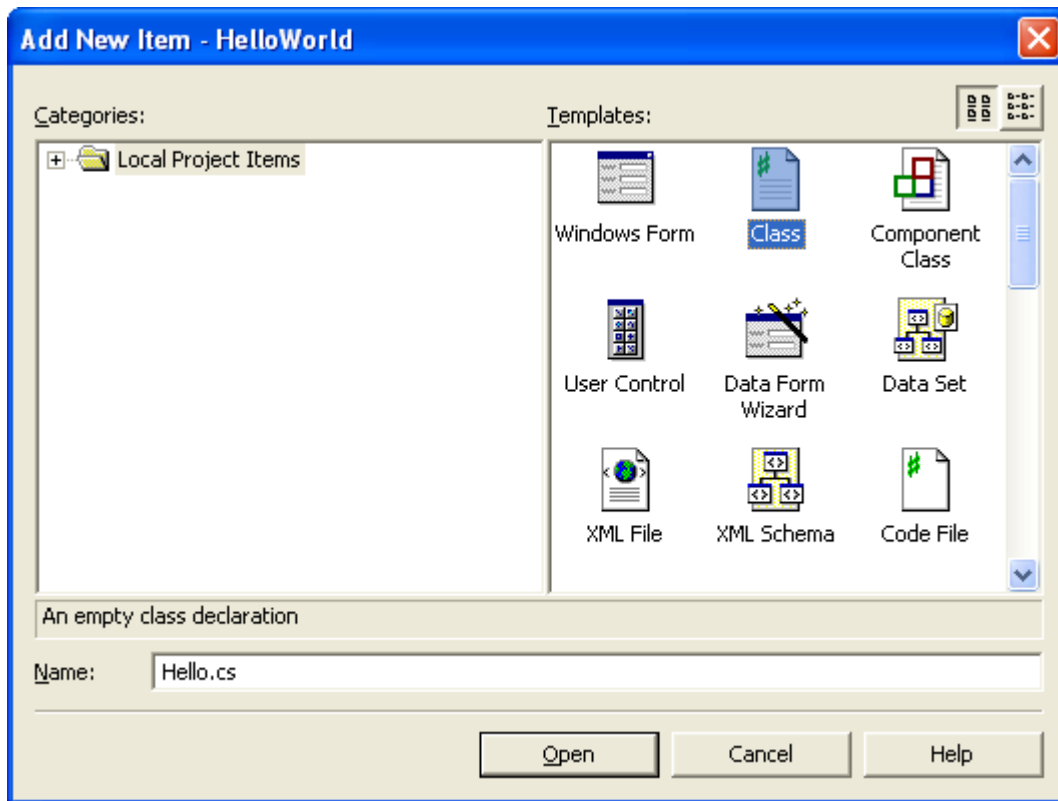 Add New Item - HelloWorld
Categories:
Templates:
Local Project Items
Windows Form
Class
Component
Class
User Control
Data Form
Wizard
Data Set
XML File
XML Schema
Code File
An empty class declaration
Name:
Hello.cs
Open
Cancel
Help